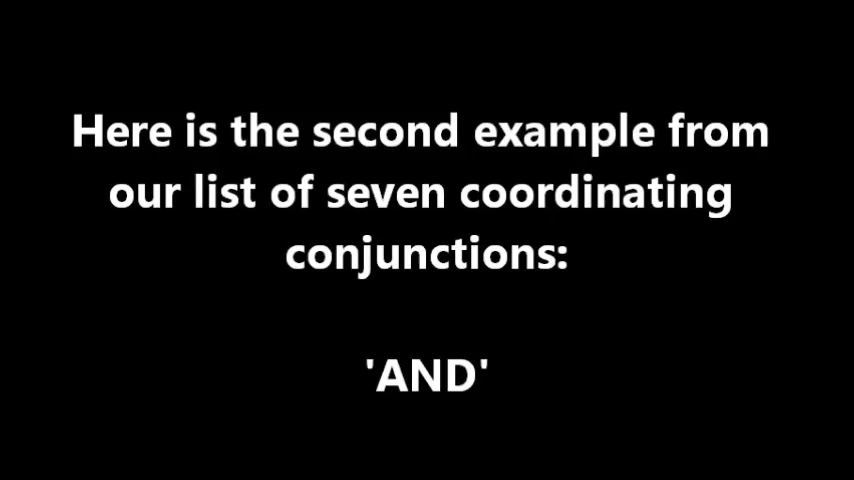 Here is the second example from
our list of seven coordinating
conjunctions:
'AND'